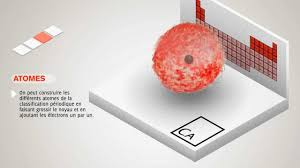 ATOMES
On peut construire les
différents atomes de la
classification périodique en
faisant grossir le noyau et en
ajoutant les électrons un par un.
CA